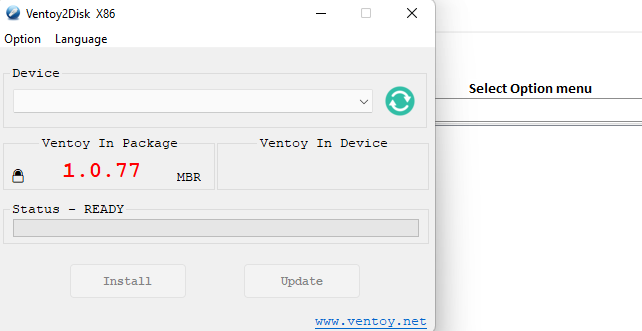 Ventoy2Disk X86
Option Language
Select Option menu
Device
Ventoy In Package
Ventoy In Device
1.0.77
MBR
Status - READY
Install
Update
www.ventoy.net